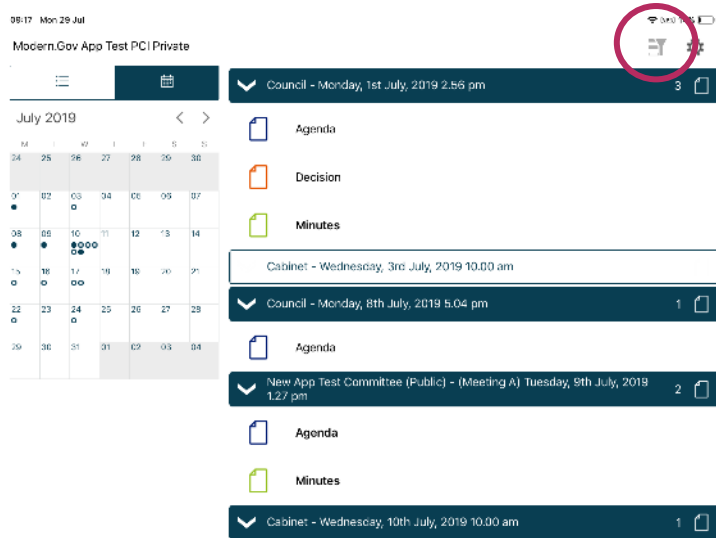 09:17 Mon 29 Jul
Modern.Gov App Test PCI Private
July 2019
M T W T F S S
24 25 26 27 28 29 30
01 02 03 04 05 06 07
08 09 10 11 12 13 14
15 16 17 18 19 20 21
22 23 24 25 26 27 28
29 30 31 01 02 03 04
Council - Monday, 1st July, 2019 2.56 pm 3
Agenda
Decision
Minutes
Cabinet - Wednesday, 3rd July, 2019 10.00 am
Council - Monday, 8th July, 2019 5.04 pm 1
Agenda
New App Test Committee (Public) - (Meeting A) Tuesday, 9th July, 2019
1.27 pm 2
Agenda
Minutes
Cabinet - Wednesday, 10th July, 2019 10.00 am 1